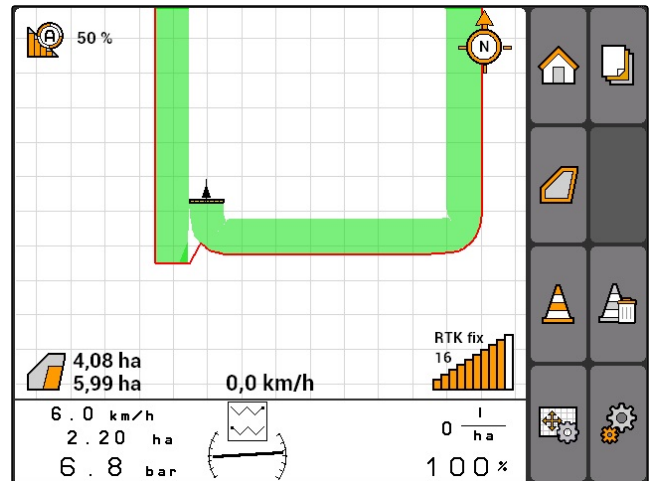 A
50 %
N
RTK fix
16
4,08 ha
5,99 ha
0,0 km/h
6.0 km/h
2.20 ha
6.8 bar
0 l/ha
100%